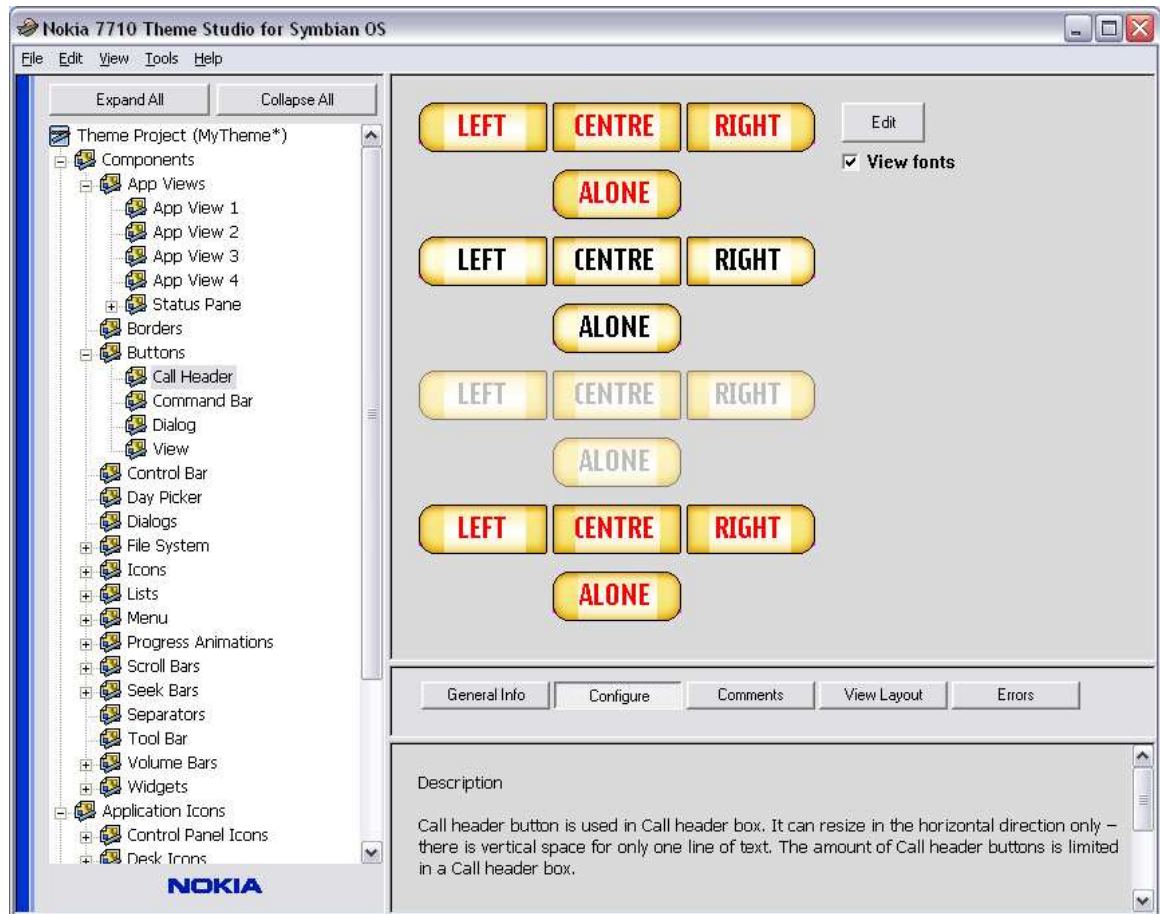 Nokia 7710 Theme Studio for Symbian OS
File Edit View Tools Help
Expand All Collapse All
Theme Project (MyTheme*)
Components
App Views
App View 1
App View 2
App View 3
App View 4
Status Pane
Borders
Buttons
Call Header
Command Bar
Dialog
View
Control Bar
Day Picker
Dialogs
File System
Icons
Lists
Menu
Progress Animations
Scroll Bars
Seek Bars
Separators
Tool Bar
Volume Bars
Widgets
Application Icons
Control Panel Icons
Desk Icons
NOKIA
LEFT CENTRE RIGHT
ALONE
LEFT CENTRE RIGHT
ALONE
LEFT CENTRE RIGHT
ALONE
LEFT CENTRE RIGHT
ALONE
Edit
View fonts
General Info Configure Comments View Layout Errors
Description
Call header button is used in Call header box. It can resize in the horizontal direction only –
there is vertical space for only one line of text. The amount of Call header buttons is limited
in a Call header box.